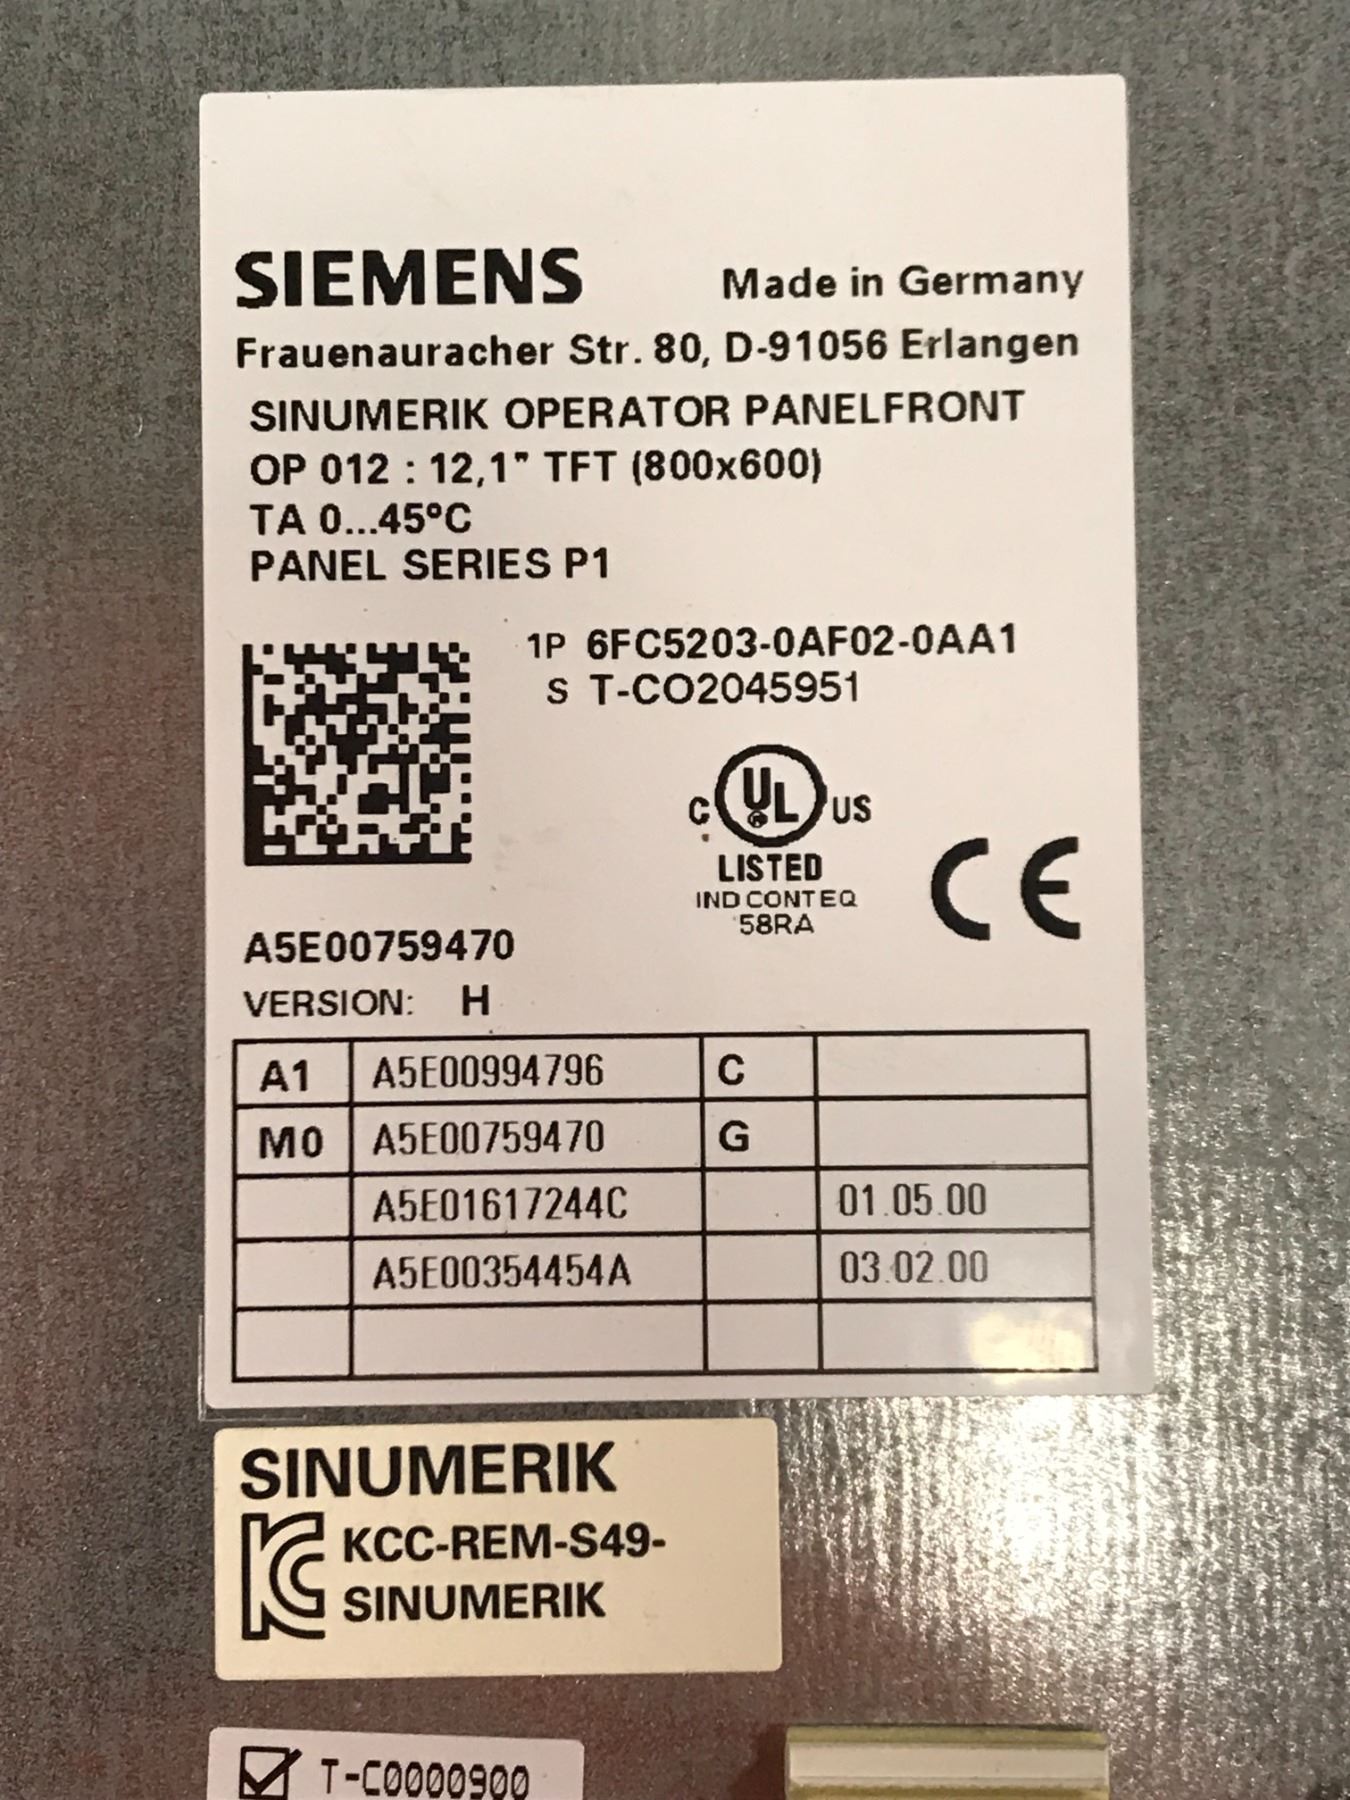 SIEMENS Made in Germany
Frauenauracher Str. 80, D-91056 Erlangen
SINUMERIK OPERATOR PANELFRONT
OP 012 : 12,1" TFT (800x600)
TA 0...45°C
PANEL SERIES P1
1P 6FC5203-0AF02-0AA1
S T-CO2045951
C UL ® US
LISTED
IND CONT EQ
58RA
CE
A5E00759470
VERSION: H
A1 A5E00994796 C
M0 A5E00759470 G
A5E01617244C 01.05.00
A5E00354454A 03.02.00
SINUMERIK
KCC-REM-S49-
SINUMERIK
T-C0000900